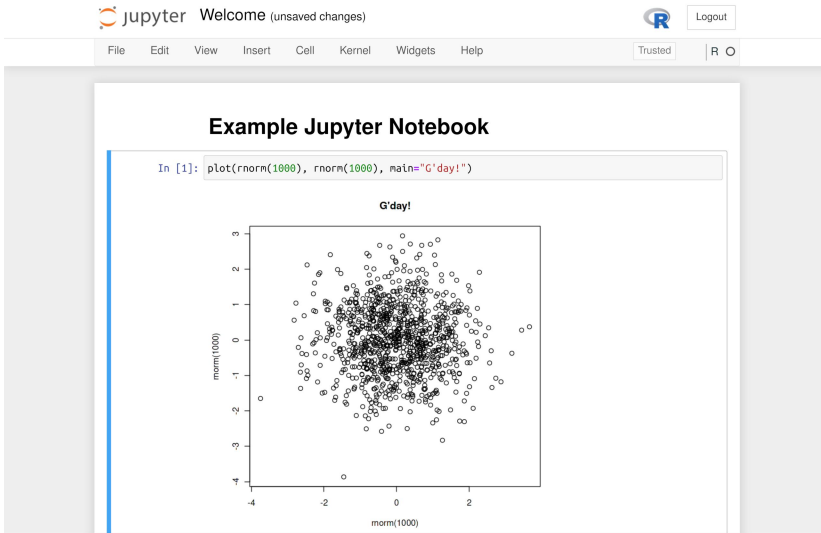 jupyter Welcome (unsaved changes) R Logout
File Edit View Insert Cell Kernel Widgets Help Trusted R
Example Jupyter Notebook
In [1]: plot(rnorm(1000), rnorm(1000), main="G'day!")
G'day!
3
2
1
0
-1
-2
-3
-4
rnorm(1000)
-4 -2 0 2
rnorm(1000)